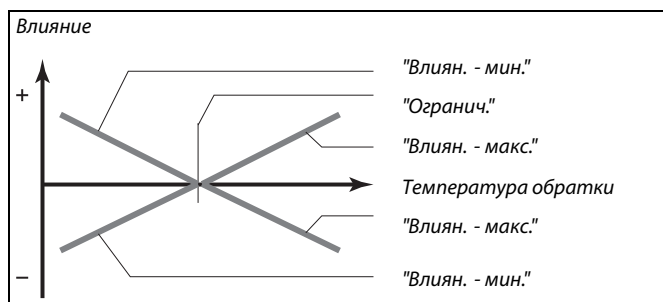 Влияние
"Влиян. - мин."
+
"Огранич."
"Влиян. - макс."
Температура обратки
"Влиян. - макс."
–
"Влиян. - мин."